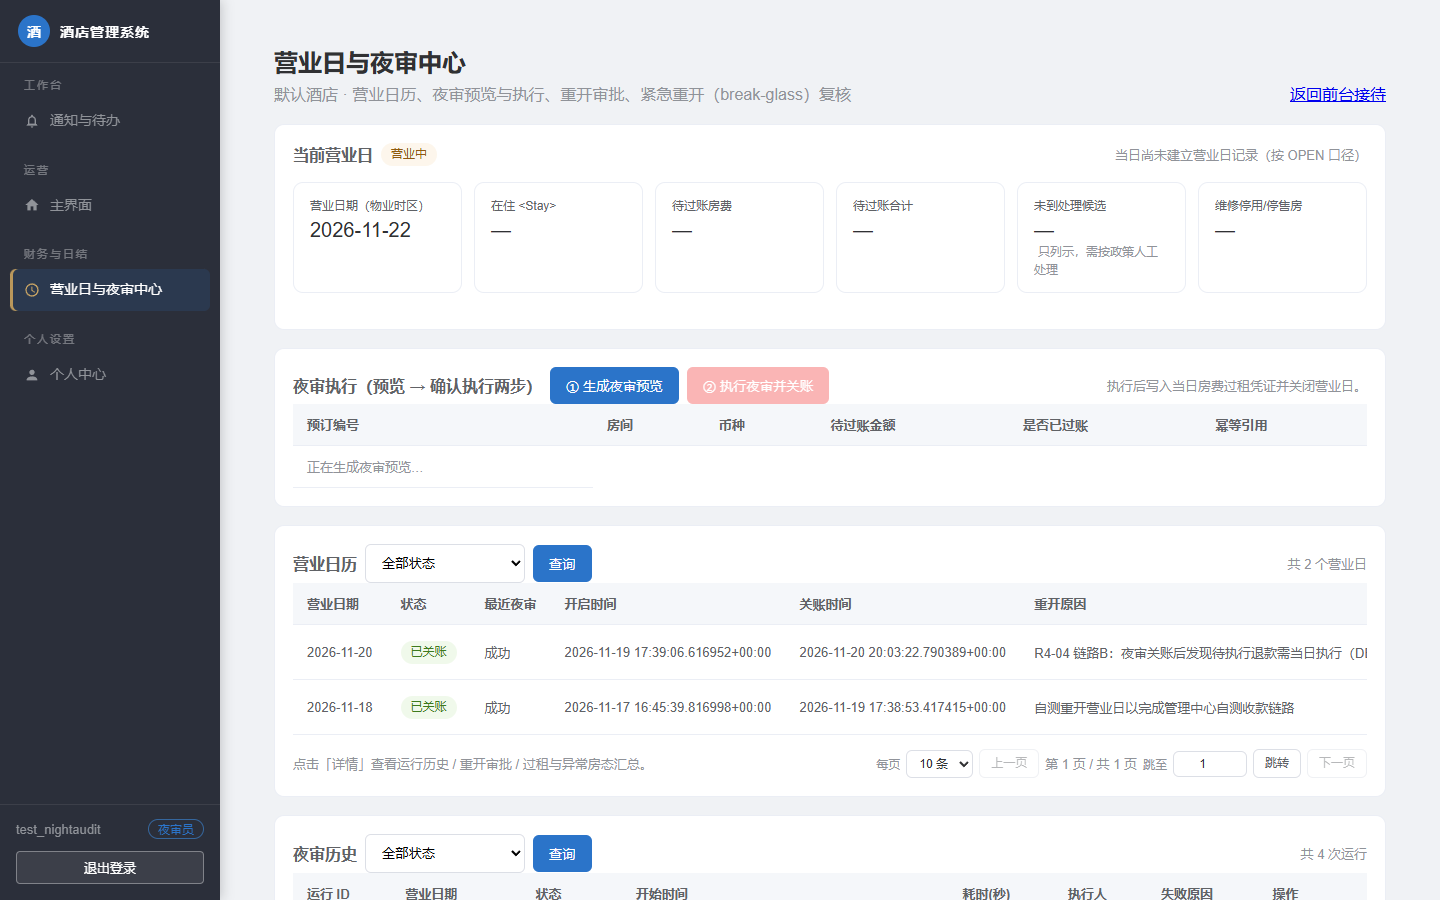 酒 酒店管理系统
工作台
通知与待办
运营
主界面
财务与日结
营业日与夜审中心
个人设置
个人中心
test_nightaudit 夜审员
退出登录
营业日与夜审中心
默认酒店 · 营业日历、夜审预览与执行、重开审批、紧急重开（break-glass）复核
返回前台接待
当前营业日 营业中
当日尚未建立营业日记录（按 OPEN 口径）
营业日期（物业时区）
2026-11-22
在住 <Stay>
—
待过账房费
—
待过账合计
—
未到处理候选
—
只列示，需按政策人工
处理
维修停用/停售房
—
夜审执行（预览 → 确认执行两步） ① 生成夜审预览 ② 执行夜审并关账 执行后写入当日房费过租凭证并关闭营业日。
预订编号 房间 币种 待过账金额 是否已过账 幂等引用
正在生成夜审预览…
营业日历 全部状态 查询 共 2 个营业日
营业日期 状态 最近夜审 开启时间 关账时间 重开原因
2026-11-20 已关账 成功 2026-11-19 17:39:06.616952+00:00 2026-11-20 20:03:22.790389+00:00 R4-04 链路B：夜审关账后发现待执行退款需当日执行（DI
2026-11-18 已关账 成功 2026-11-17 16:45:39.816998+00:00 2026-11-19 17:38:53.417415+00:00 自测重开营业日以完成管理中心自测收款链路
点击「详情」查看运行历史 / 重开审批 / 过租与异常房态汇总。 每页 10 条 上一页 第 1 页 / 共 1 页 跳至 1 跳转 下一页
夜审历史 全部状态 查询 共 4 次运行
运行 ID 营业日期 状态 开始时间 耗时(秒) 执行人 失败原因 操作